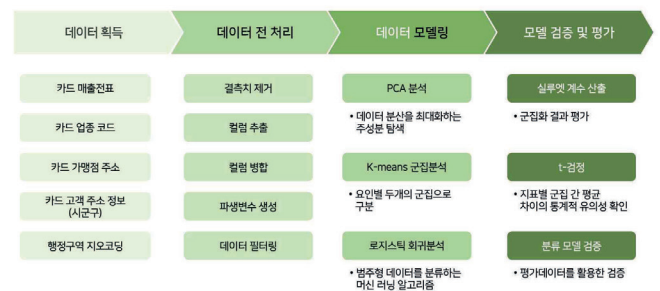 데이터 획득
데이터 전 처리
데이터 모델링
모델 검증 및 평가
카드 매출전표
카드 업종 코드
카드 가맹점 주소
카드 고객 주소 정보
(시군구)
행정구역 지오코딩
결측치 제거
컬럼 추출
컬럼 병합
파생변수 생성
데이터 필터링
PCA 분석
• 데이터 분산을 최대화하는
주성분 탐색
K-means 군집분석
• 요인별 두개의 군집으로
구분
로지스틱 회귀분석
• 범주형 데이터를 분류하는
머신 러닝 알고리즘
실루엣 계수 산출
• 군집화 결과 평가
t-검정
• 지표별 군집 간 평균
차이의 통계적 유의성 확인
분류 모델 검증
• 평가데이터를 활용한 검증